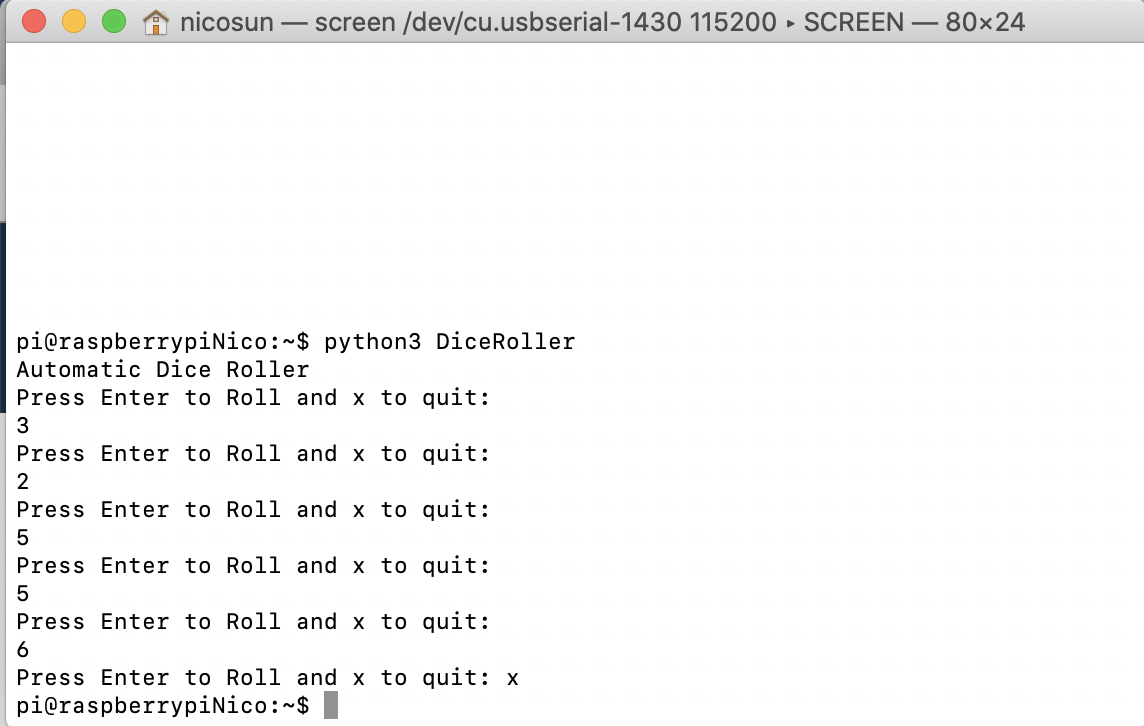 nicosun — screen /dev/cu.usbserial-1430 115200 ▸ SCREEN — 80×24
pi@raspberrypiNico:~$ python3 DiceRoller
Automatic Dice Roller
Press Enter to Roll and x to quit:
3
Press Enter to Roll and x to quit:
2
Press Enter to Roll and x to quit:
5
Press Enter to Roll and x to quit:
5
Press Enter to Roll and x to quit:
6
Press Enter to Roll and x to quit: x
pi@raspberrypiNico:~$